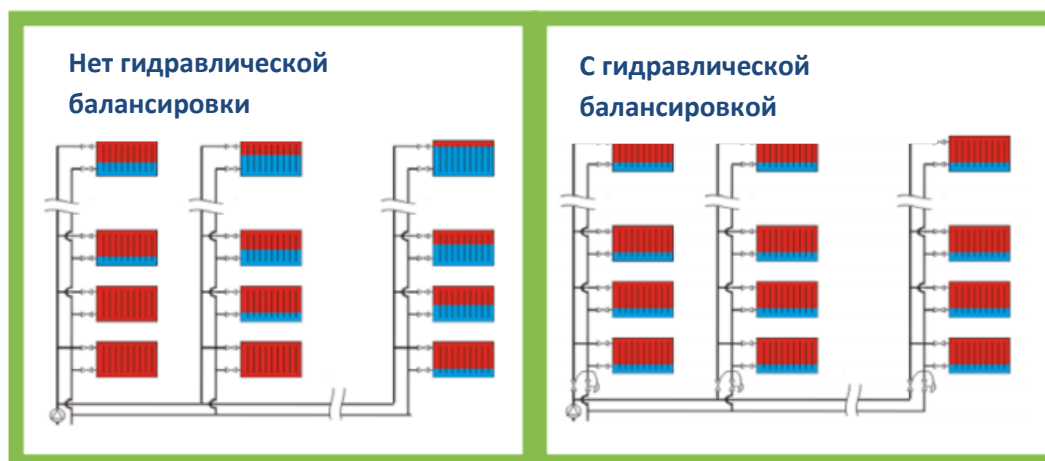 Нет гидравлической
балансировки
С гидравлической
балансировкой